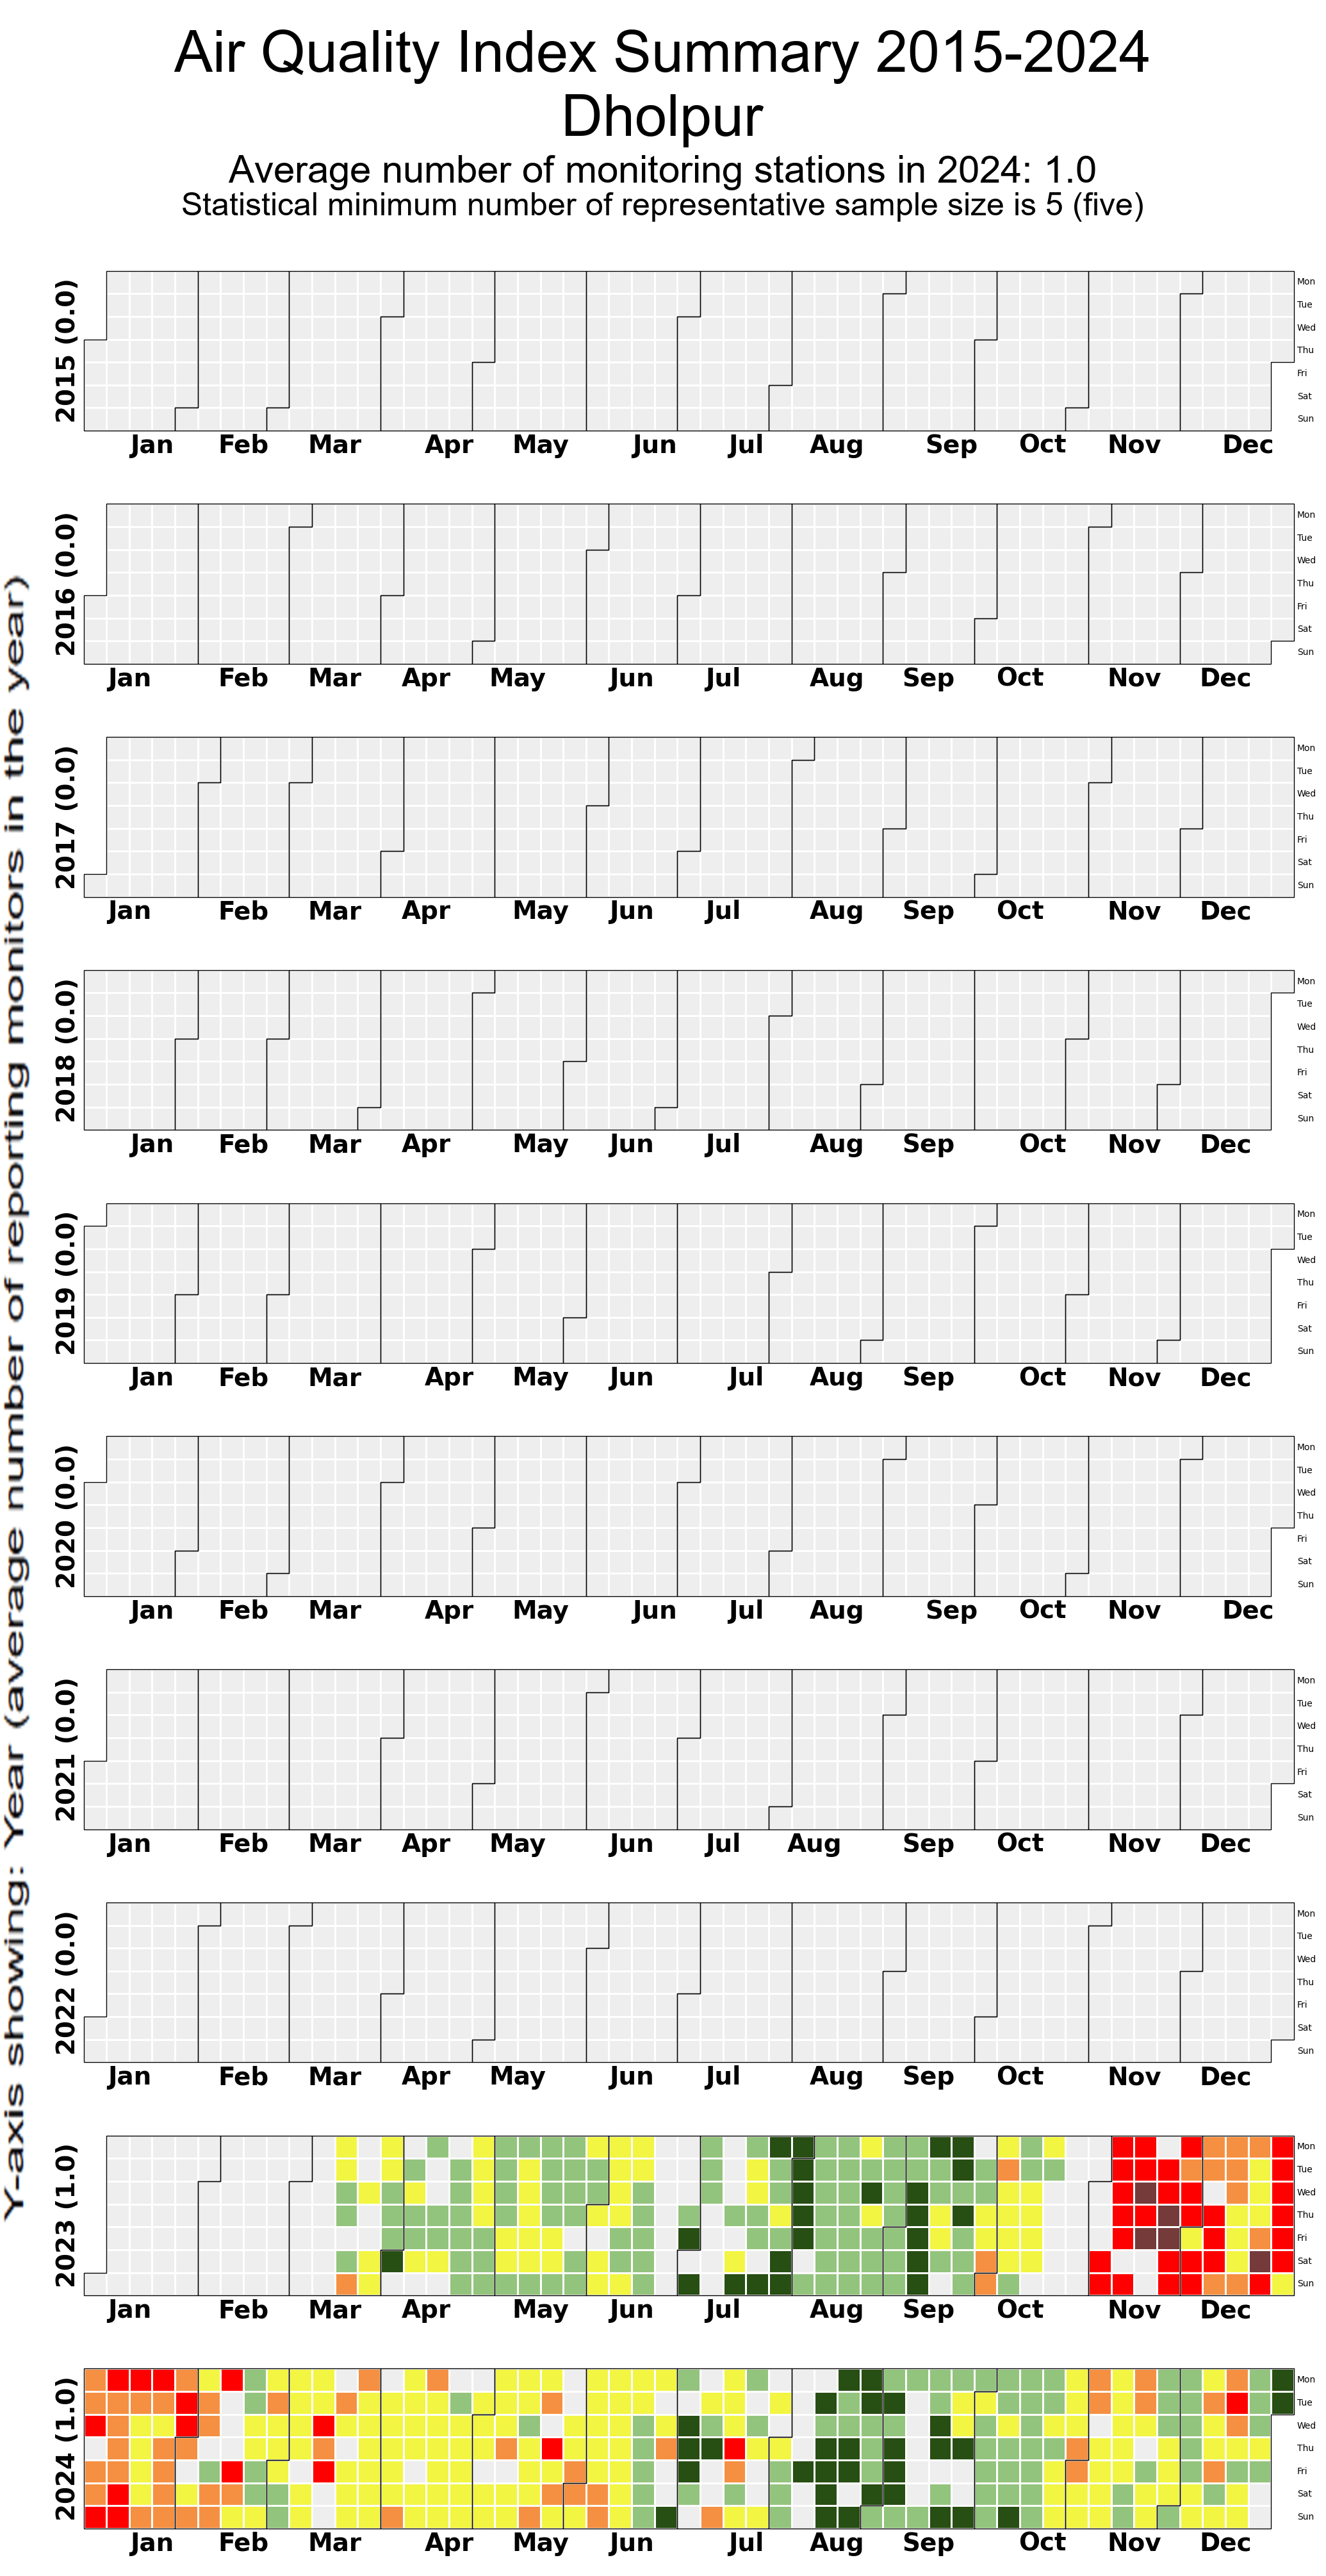 Air Quality Index Summary 2015-2024
Dholpur
Average number of monitoring stations in 2024: 1.0
Statistical minimum number of representative sample size is 5 (five)
Y-axis showing: Year (average number of reporting monitors in the year)
2015 (0.0)
Mon
Tue
Wed
Thu
Fri
Sat
Sun
Jan Feb Mar Apr May Jun Jul Aug Sep Oct Nov Dec
2016 (0.0)
Mon
Tue
Wed
Thu
Fri
Sat
Sun
Jan Feb Mar Apr May Jun Jul Aug Sep Oct Nov Dec
2017 (0.0)
Mon
Tue
Wed
Thu
Fri
Sat
Sun
Jan Feb Mar Apr May Jun Jul Aug Sep Oct Nov Dec
2018 (0.0)
Mon
Tue
Wed
Thu
Fri
Sat
Sun
Jan Feb Mar Apr May Jun Jul Aug Sep Oct Nov Dec
2019 (0.0)
Mon
Tue
Wed
Thu
Fri
Sat
Sun
Jan Feb Mar Apr May Jun Jul Aug Sep Oct Nov Dec
2020 (0.0)
Mon
Tue
Wed
Thu
Fri
Sat
Sun
Jan Feb Mar Apr May Jun Jul Aug Sep Oct Nov Dec
2021 (0.0)
Mon
Tue
Wed
Thu
Fri
Sat
Sun
Jan Feb Mar Apr May Jun Jul Aug Sep Oct Nov Dec
2022 (0.0)
Mon
Tue
Wed
Thu
Fri
Sat
Sun
Jan Feb Mar Apr May Jun Jul Aug Sep Oct Nov Dec
2023 (1.0)
Mon
Tue
Wed
Thu
Fri
Sat
Sun
Jan Feb Mar Apr May Jun Jul Aug Sep Oct Nov Dec
2024 (1.0)
Mon
Tue
Wed
Thu
Fri
Sat
Sun
Jan Feb Mar Apr May Jun Jul Aug Sep Oct Nov Dec